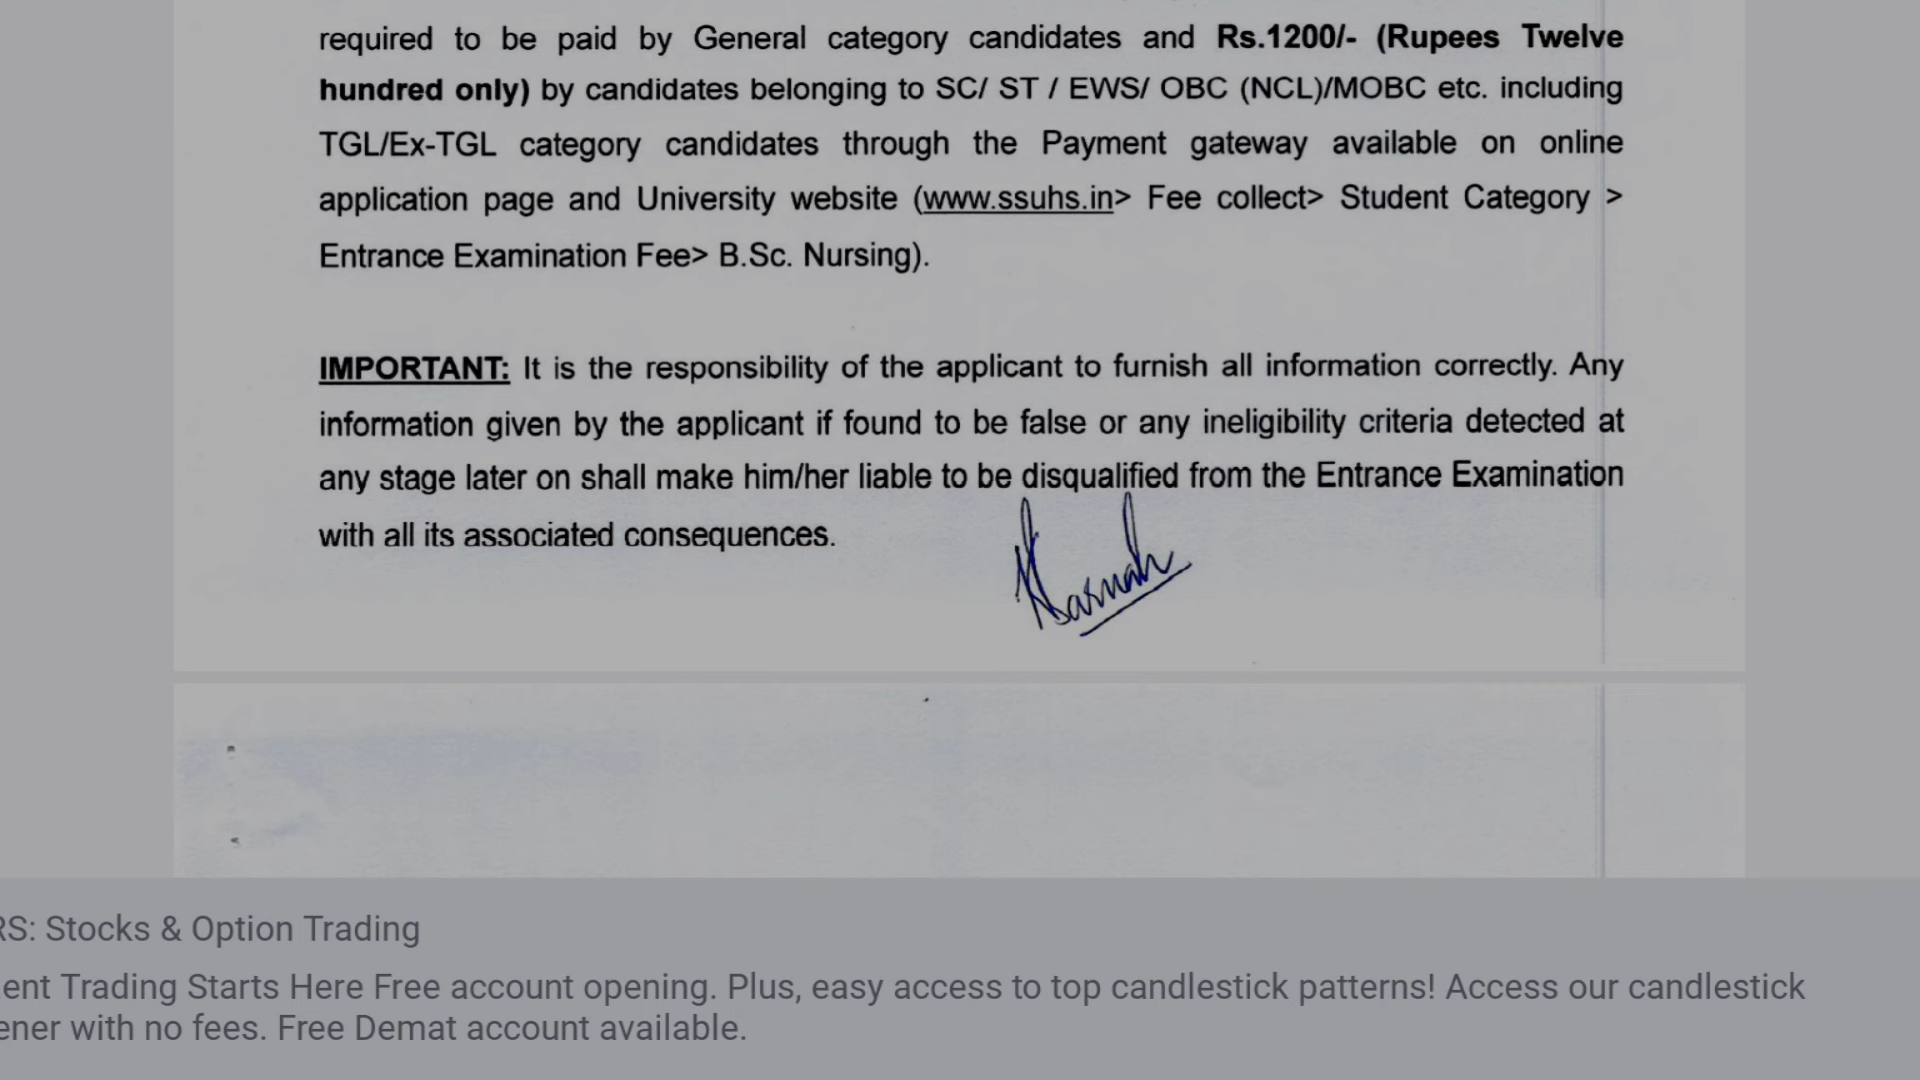 required to be paid by General category candidates and Rs.1200/- (Rupees Twelve
hundred only) by candidates belonging to SC/ ST / EWS/ OBC (NCL)/MOBC etc. including
TGL/Ex-TGL category candidates through the Payment gateway available on online
application page and University website (www.ssuhs.in> Fee collect> Student Category >
Entrance Examination Fee> B.Sc. Nursing).
IMPORTANT: It is the responsibility of the applicant to furnish all information correctly. Any
information given by the applicant if found to be false or any ineligibility criteria detected at
any stage later on shall make him/her liable to be disqualified from the Entrance Examination
with all its associated consequences.
RS: Stocks & Option Trading
ent Trading Starts Here Free account opening. Plus, easy access to top candlestick patterns! Access our candlestick
ener with no fees. Free Demat account available.